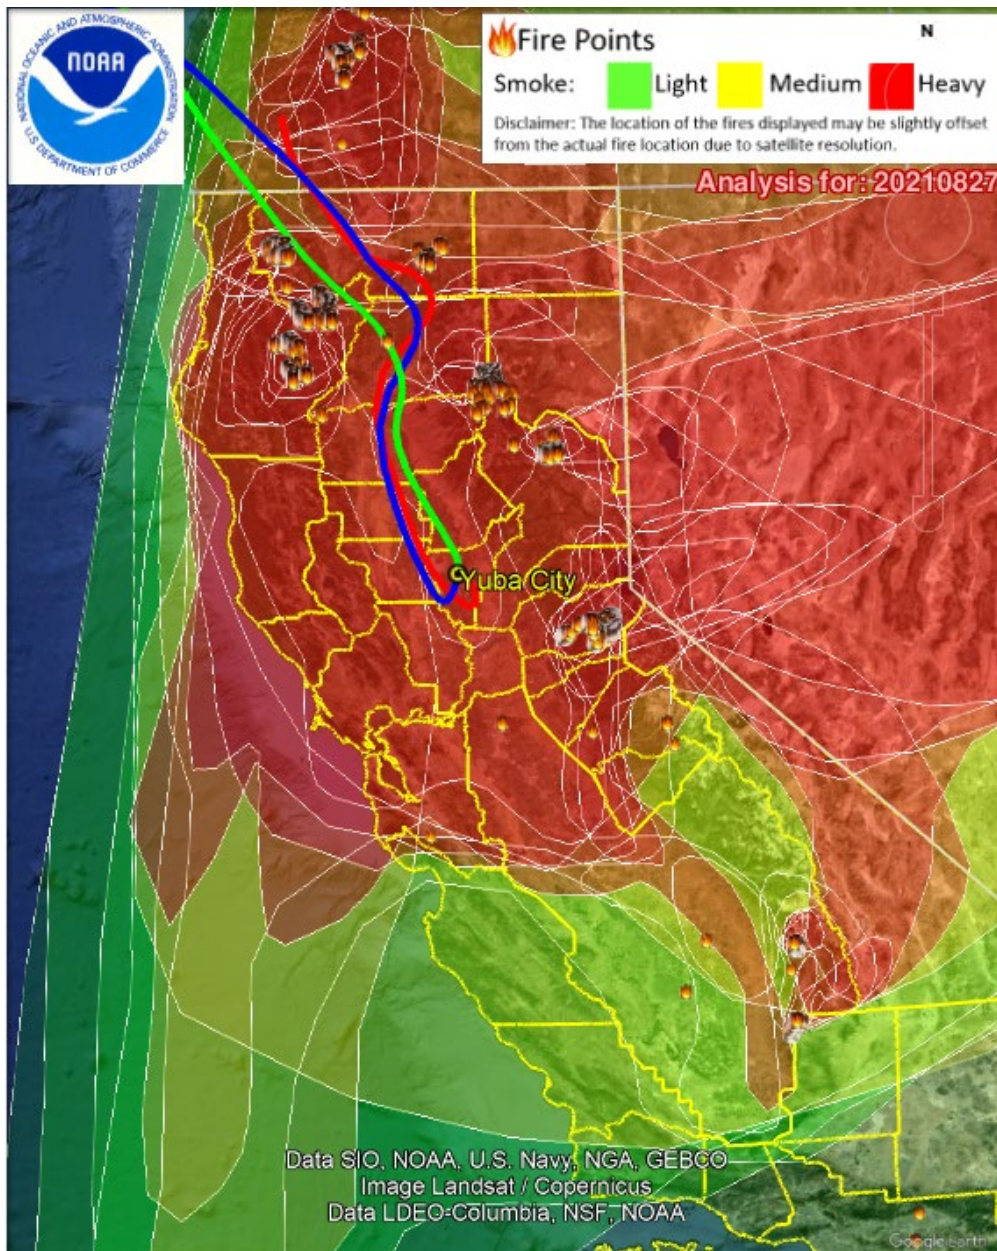 NATIONAL OCEANIC AND ATMOSPHERIC ADMINISTRATION
NOAA
U.S. DEPARTMENT OF COMMERCE
Fire Points
N
Smoke: Light Medium Heavy
Disclaimer: The location of the fires displayed may be slightly offset
from the actual fire location due to satellite resolution.
Analysis for: 20210827
Yuba City
Data SIO, NOAA, U.S. Navy, NGA, GEBCO
Image Landsat / Copernicus
Data LDEO-Columbia, NSF, NOAA
Google Earth